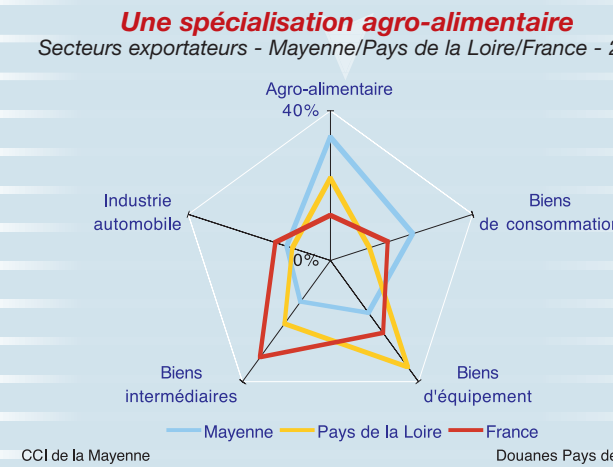 Une spécialisation agro-alimentaire
Secteurs exportateurs - Mayenne/Pays de la Loire/France -
Agro-alimentaire
40%
Industrie
automobile
Biens
de consommation
0%
Biens
intermédiaires
Biens
d'équipement
Mayenne Pays de la Loire France
CCI de la Mayenne
Douanes Pays de